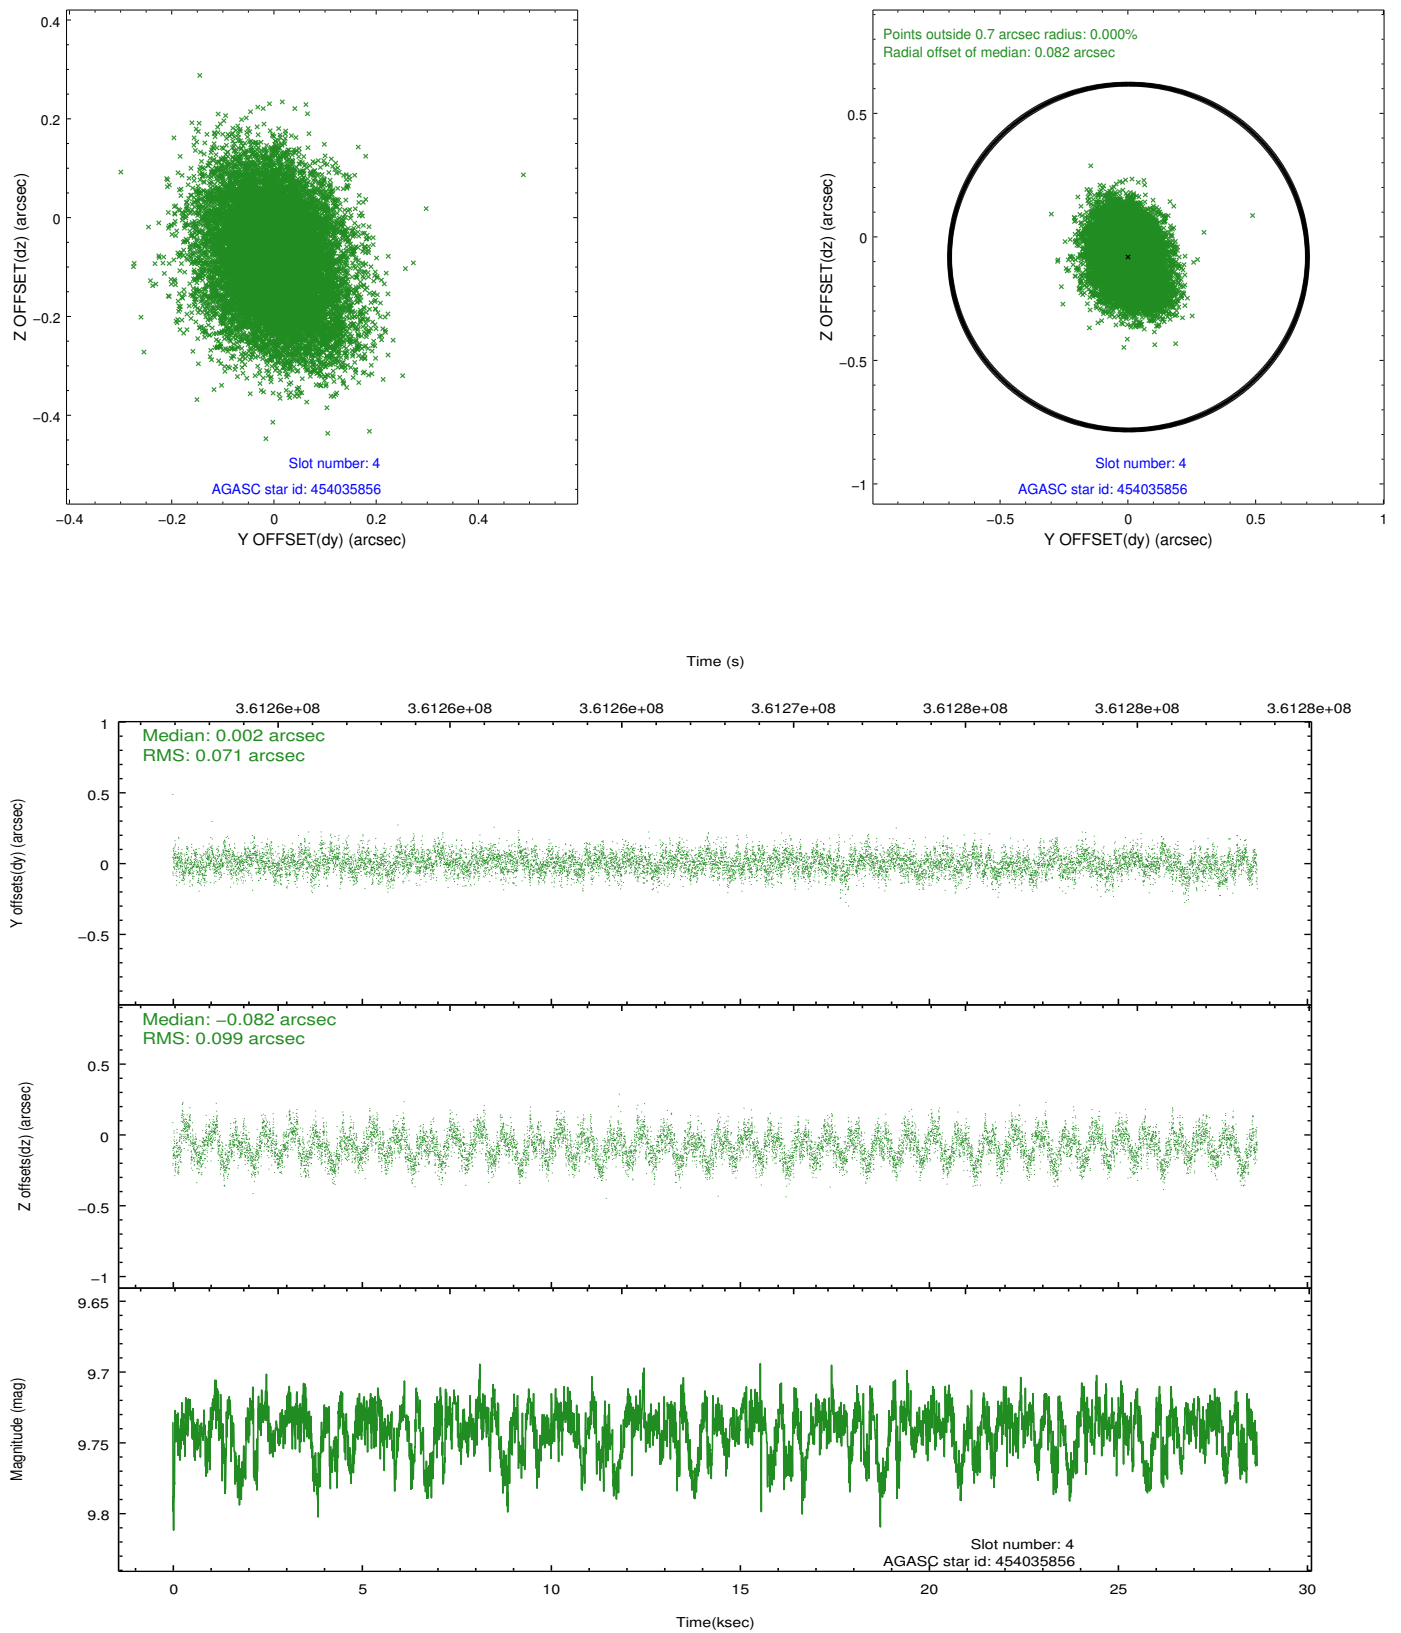 0.4
0.2
0
−0.2
−0.4
Z OFFSET(dz) (arcsec)
Slot number: 4
AGASC star id: 454035856
−0.4
−0.2
0
0.2
0.4
Y OFFSET(dy) (arcsec)
Points outside 0.7 arcsec radius: 0.000%
Radial offset of median: 0.082 arcsec
0.5
0
−0.5
−1
Z OFFSET(dz) (arcsec)
Slot number: 4
AGASC star id: 454035856
−0.5
0
0.5
1
Y OFFSET(dy) (arcsec)
Time (s)
3.6126e+08
3.6126e+08
3.6126e+08
3.6127e+08
3.6128e+08
3.6128e+08
3.6128e+08
Median: 0.002 arcsec
RMS: 0.071 arcsec
1
0.5
0
−0.5
Y offsets(dy) (arcsec)
Median: −0.082 arcsec
RMS: 0.099 arcsec
0.5
0
−0.5
−1
Z offsets(dz) (arcsec)
9.65
9.7
9.75
9.8
Magnitude (mag)
Slot number: 4
AGASC star id: 454035856
0
5
10
15
20
25
30
Time(ksec)